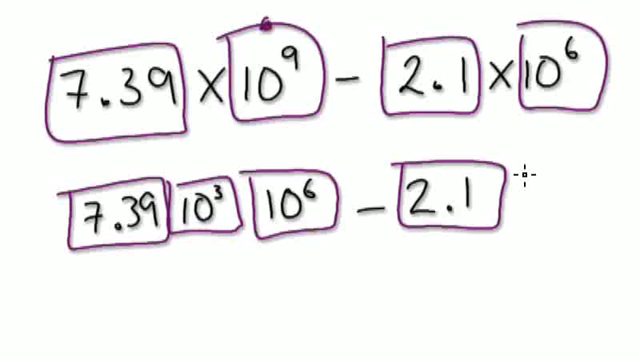 7.39 × 10⁹ − 2.1 × 10⁶
7.39 10³ 10⁶ − 2.1